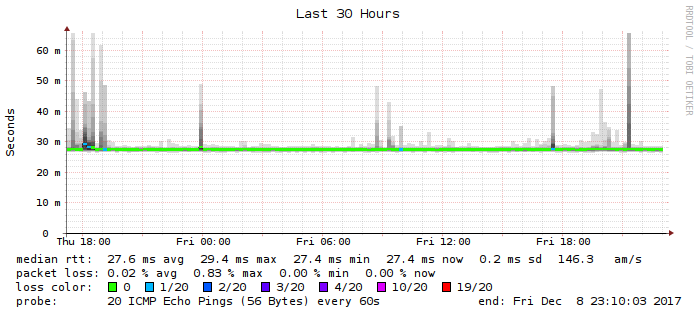 Last 30 Hours
RRDTOOL / TOBI OETIKER
Seconds
60 m
50 m
40 m
30 m
20 m
10 m
0
Thu 18:00 Fri 00:00 Fri 06:00 Fri 12:00 Fri 18:00
median rtt: 27.6 ms avg 29.4 ms max 27.4 ms min 27.4 ms now 0.2 ms sd 146.3 am/s
packet loss: 0.02 % avg 0.83 % max 0.00 % min 0.00 % now
loss color: 0 1/20 2/20 3/20 4/20 10/20 19/20
probe: 20 ICMP Echo Pings (56 Bytes) every 60s end: Fri Dec 8 23:10:03 2017